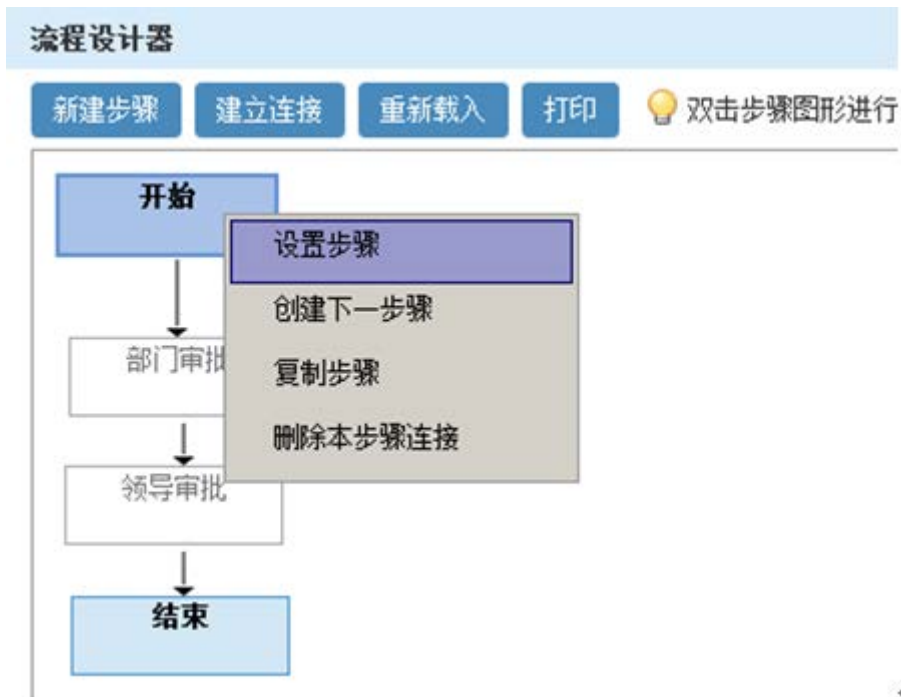 流程设计器
新建步骤
建立连接
重新载入
打印
双击步骤图形进行
开始
设置步骤
创建下一步骤
部门审批
复制步骤
删除本步骤连接
领导审批
结束